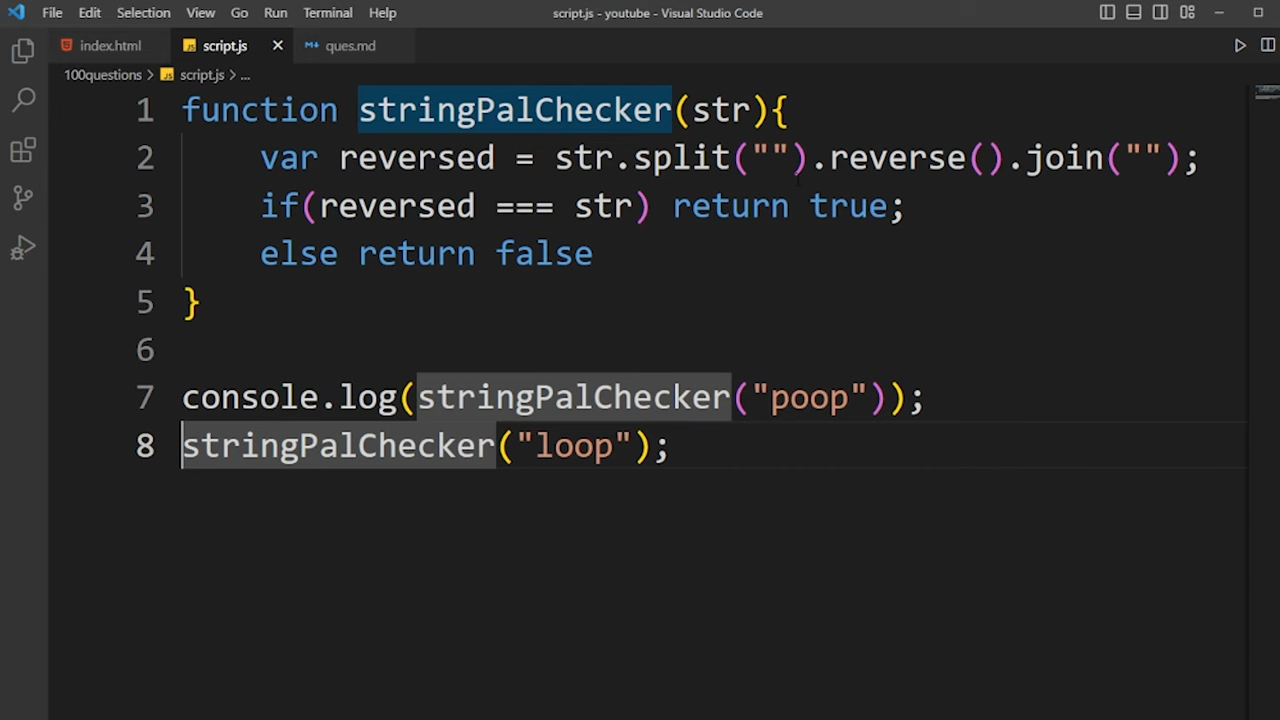 File Edit Selection View Go Run Terminal Help script.js - youtube - Visual Studio Code
index.html JS script.js ques.md
100questions > JS script.js > ...
1 function stringPalChecker(str){
2 var reversed = str.split("").reverse().join("");
3 if(reversed === str) return true;
4 else return false
5 }
6
7 console.log(stringPalChecker("poop"));
8 stringPalChecker("loop");